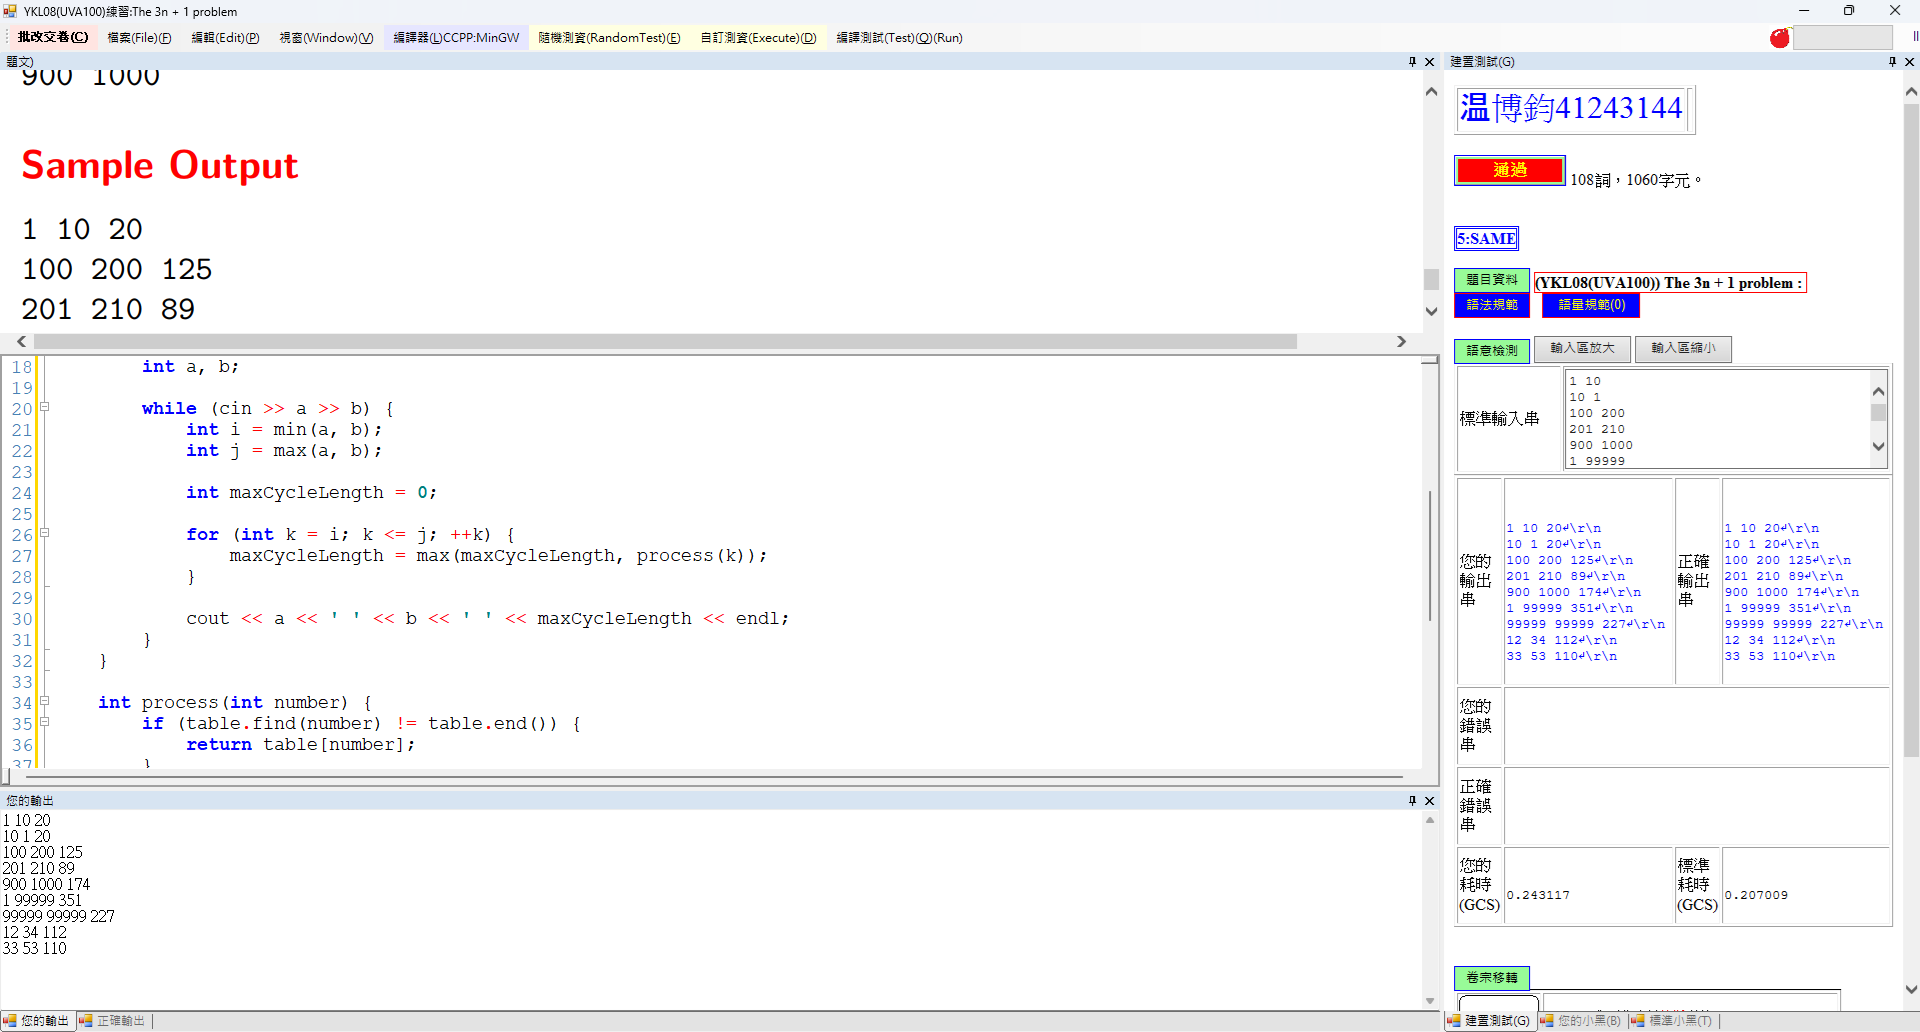 YKL08(UVA100)練習:The 3n + 1 problem
批改交卷(C) 檔案(File)(F) 編輯(Edit)(P) 視窗(Window)(V) 編譯器(L)CCPP:MinGW 隨機測資(RandomTest)(E) 自訂測資(Execute)(D) 編譯測試(Test)(Q)(Run)
題文)
900 1000
Sample Output
1 10 20
100 200 125
201 210 89
18 int a, b;
19
20 while (cin >> a >> b) {
21 int i = min(a, b);
22 int j = max(a, b);
23
24 int maxCycleLength = 0;
25
26 for (int k = i; k <= j; ++k) {
27 maxCycleLength = max(maxCycleLength, process(k));
28 }
29
30 cout << a << ' ' << b << ' ' << maxCycleLength << endl;
31 }
32 }
33
34 int process(int number) {
35 if (table.find(number) != table.end()) {
36 return table[number];
37 }
您的輸出
1 10 20
10 1 20
100 200 125
201 210 89
900 1000 174
1 99999 351
99999 99999 227
12 34 112
33 53 110
您的輸出 正確輸出
建置測試(G)
温博鈞41243144
通過 108詞，1060字元。
5:SAME
題目資料 (YKL08(UVA100)) The 3n + 1 problem :
語法規範 語量規範(0)
語意檢測 輸入區放大 輸入區縮小
標準輸入串
1 10
10 1
100 200
201 210
900 1000
1 99999
您的輸出串
1 10 20↲\r\n
10 1 20↲\r\n
100 200 125↲\r\n
201 210 89↲\r\n
900 1000 174↲\r\n
1 99999 351↲\r\n
99999 99999 227↲\r\n
12 34 112↲\r\n
33 53 110↲\r\n
正確輸出串
1 10 20↲\r\n
10 1 20↲\r\n
100 200 125↲\r\n
201 210 89↲\r\n
900 1000 174↲\r\n
1 99999 351↲\r\n
99999 99999 227↲\r\n
12 34 112↲\r\n
33 53 110↲\r\n
您的錯誤串
正確錯誤串
您的耗時(GCS) 0.243117 標準耗時(GCS) 0.207009
卷宗移轉
建置測試(G) 您的小黑(B) 標準小黑(T)